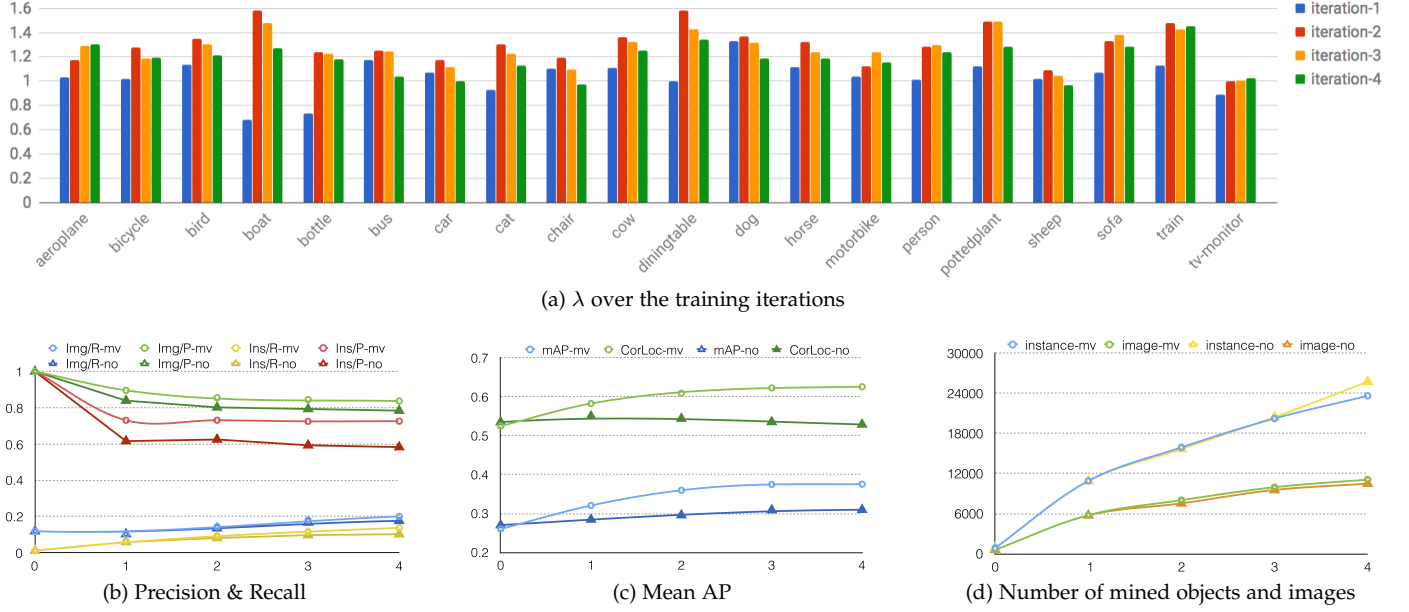 1.6
1.4
1.2
1
0.8
0.6
0.4
0.2
0
iteration-1
iteration-2
iteration-3
iteration-4
aeroplane
bicycle
bird
boat
bottle
bus
car
cat
chair
cow
diningtable
dog
horse
motorbike
person
pottedplant
sheep
sofa
train
tv-monitor
(a) λ over the training iterations
Img/R-mv Img/P-mv Ins/R-mv Ins/P-mv
Img/R-no Img/P-no Ins/R-no Ins/P-no
1
0.8
0.6
0.4
0.2
0
0 1 2 3 4
(b) Precision & Recall
mAP-mv CorLoc-mv mAP-no CorLoc-no
0.7
0.6
0.5
0.4
0.3
0.2
0 1 2 3 4
(c) Mean AP
instance-mv image-mv instance-no image-no
30000
24000
18000
12000
6000
0
0 1 2 3 4
(d) Number of mined objects and images